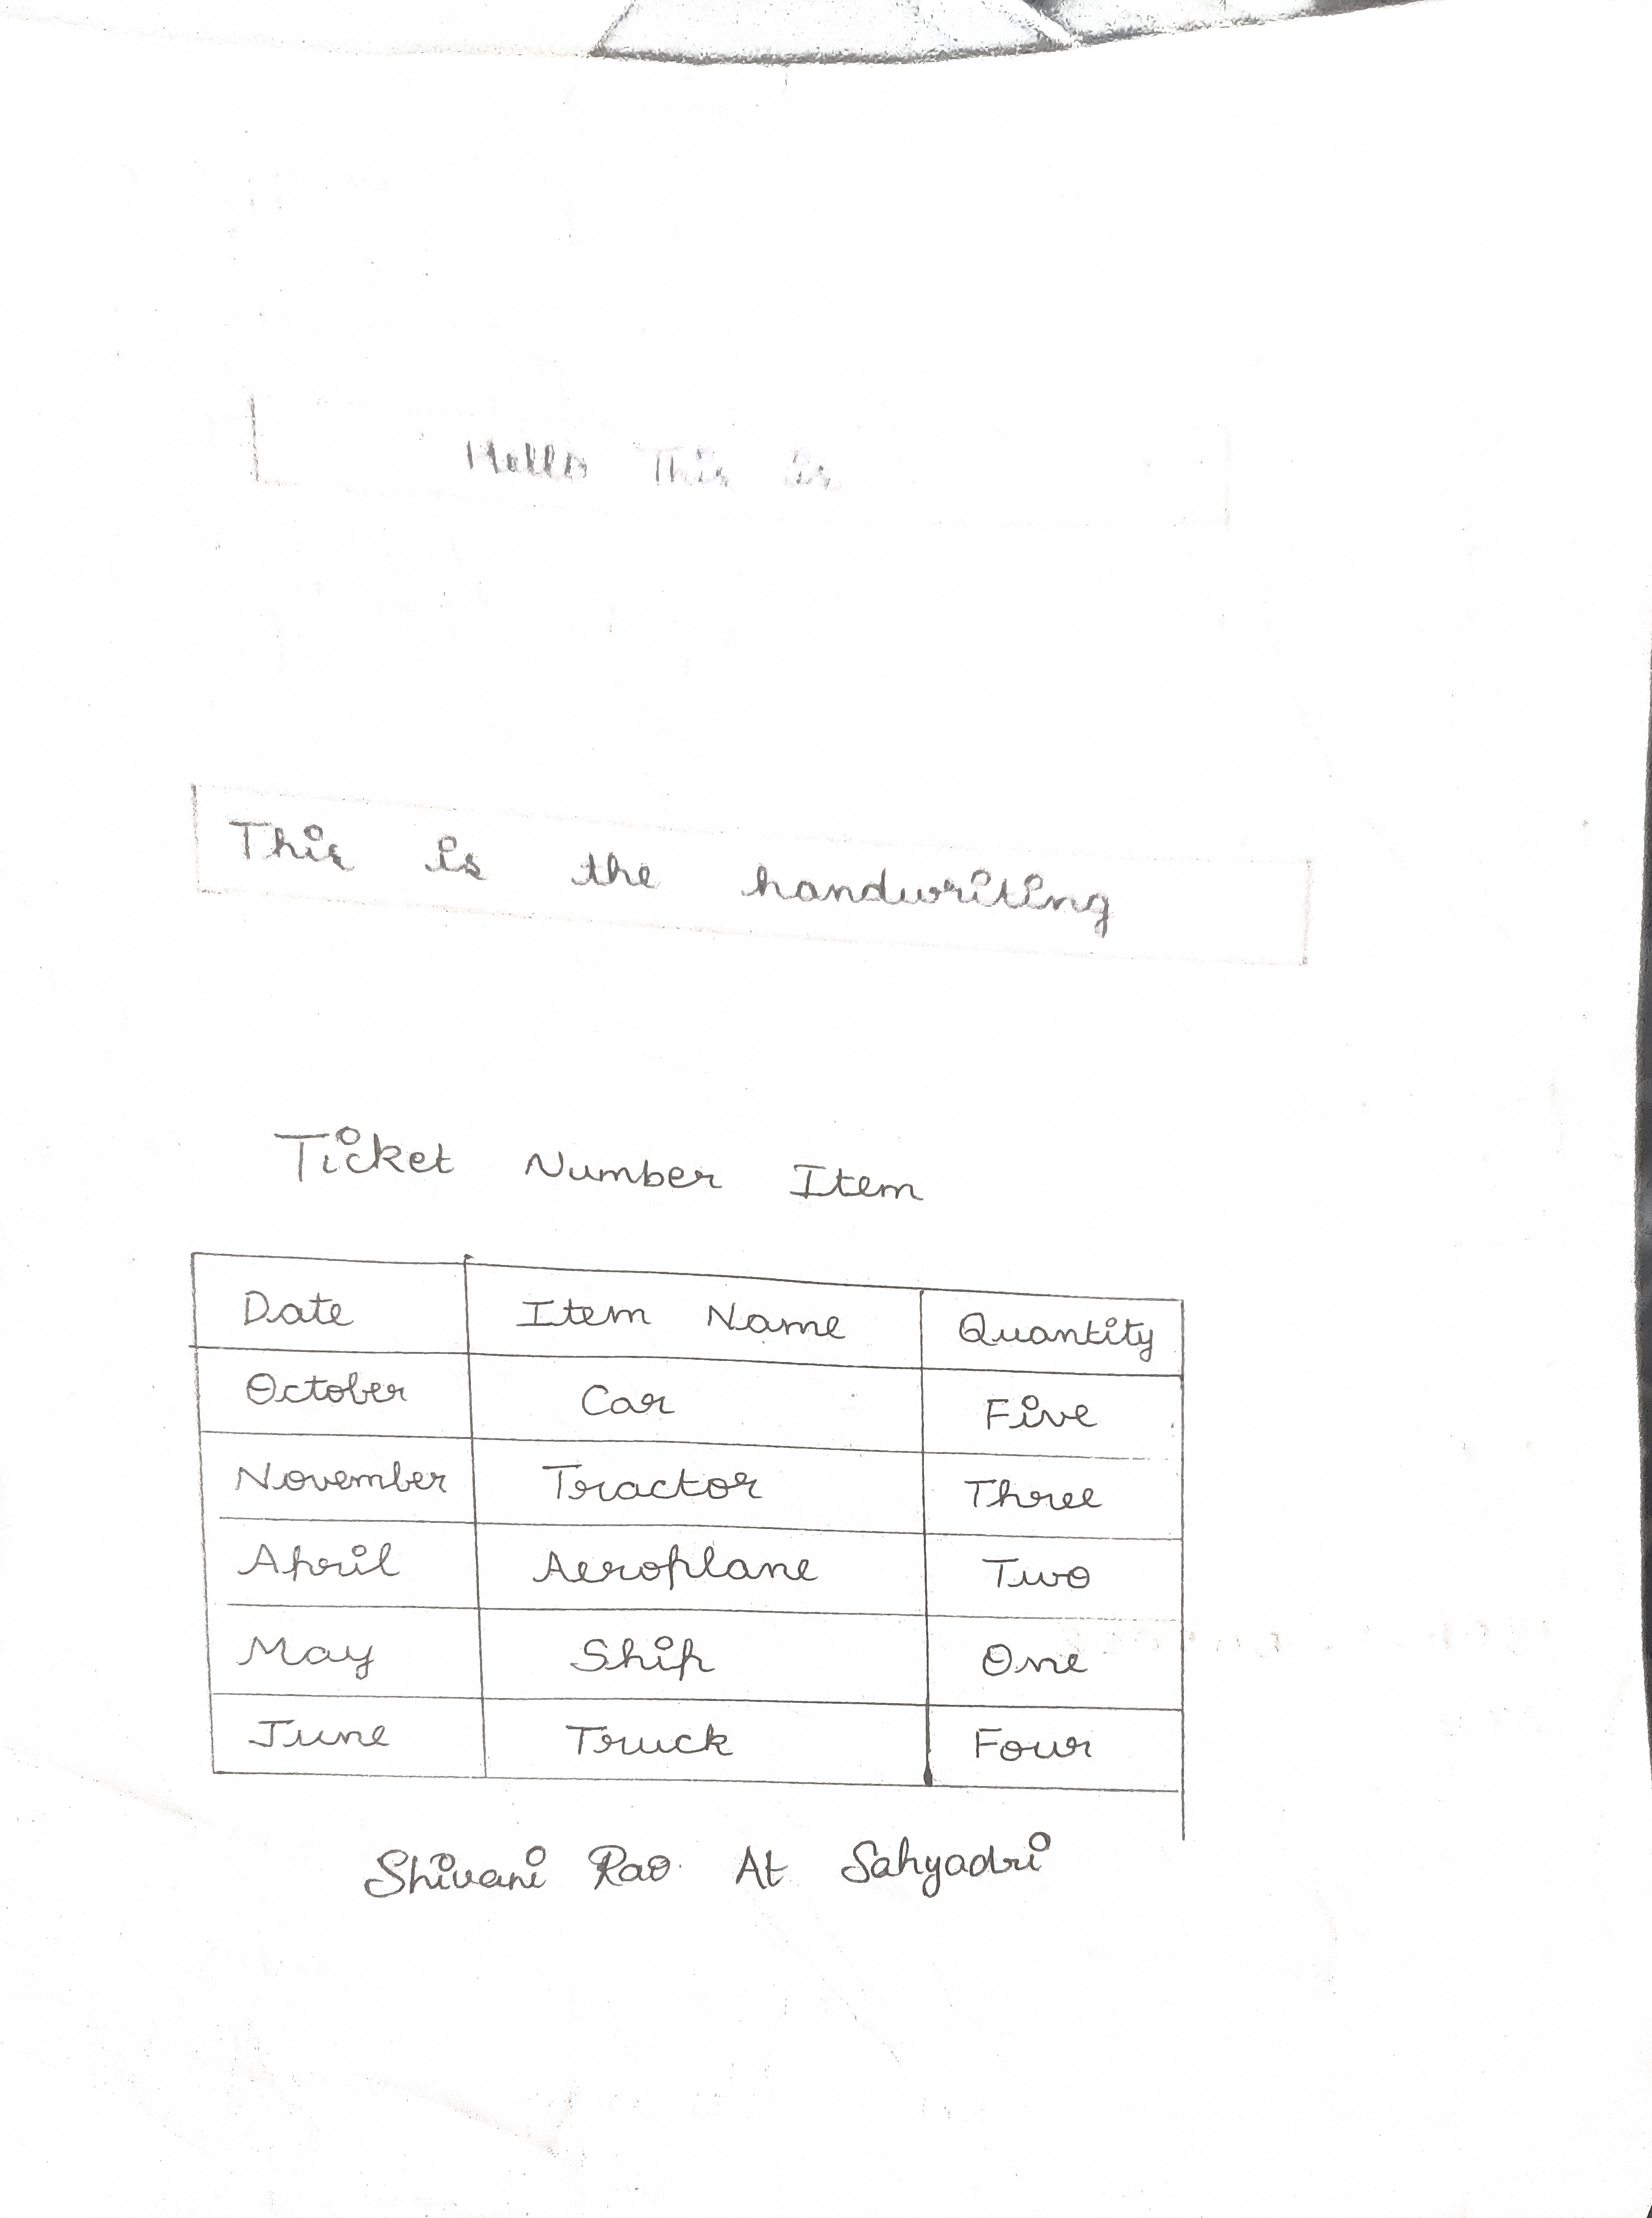 Hello This is
This is the handwriting
Ticket Number Item
Date Item Name Quantity
October Car Five
November Tractor Three
April Aeroplane Two
May Ship One
June Truck Four
Shivani Rao At Sahyadri